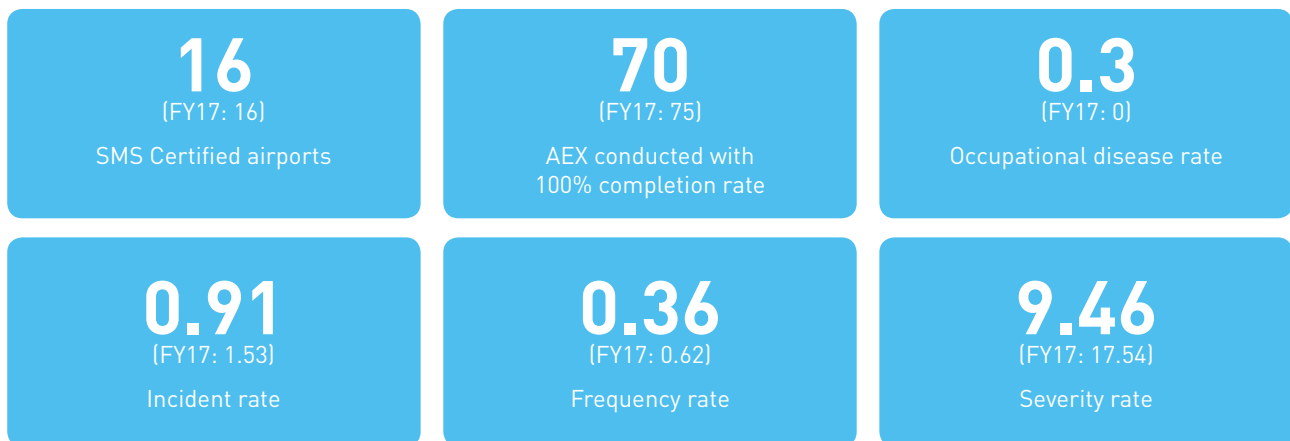 16
(FY17: 16)
SMS Certified airports
70
(FY17: 75)
AEX conducted with
100% completion rate
0.3
(FY17: 0)
Occupational disease rate
0.91
(FY17: 1.53)
Incident rate
0.36
(FY17: 0.62)
Frequency rate
9.46
(FY17: 17.54)
Severity rate